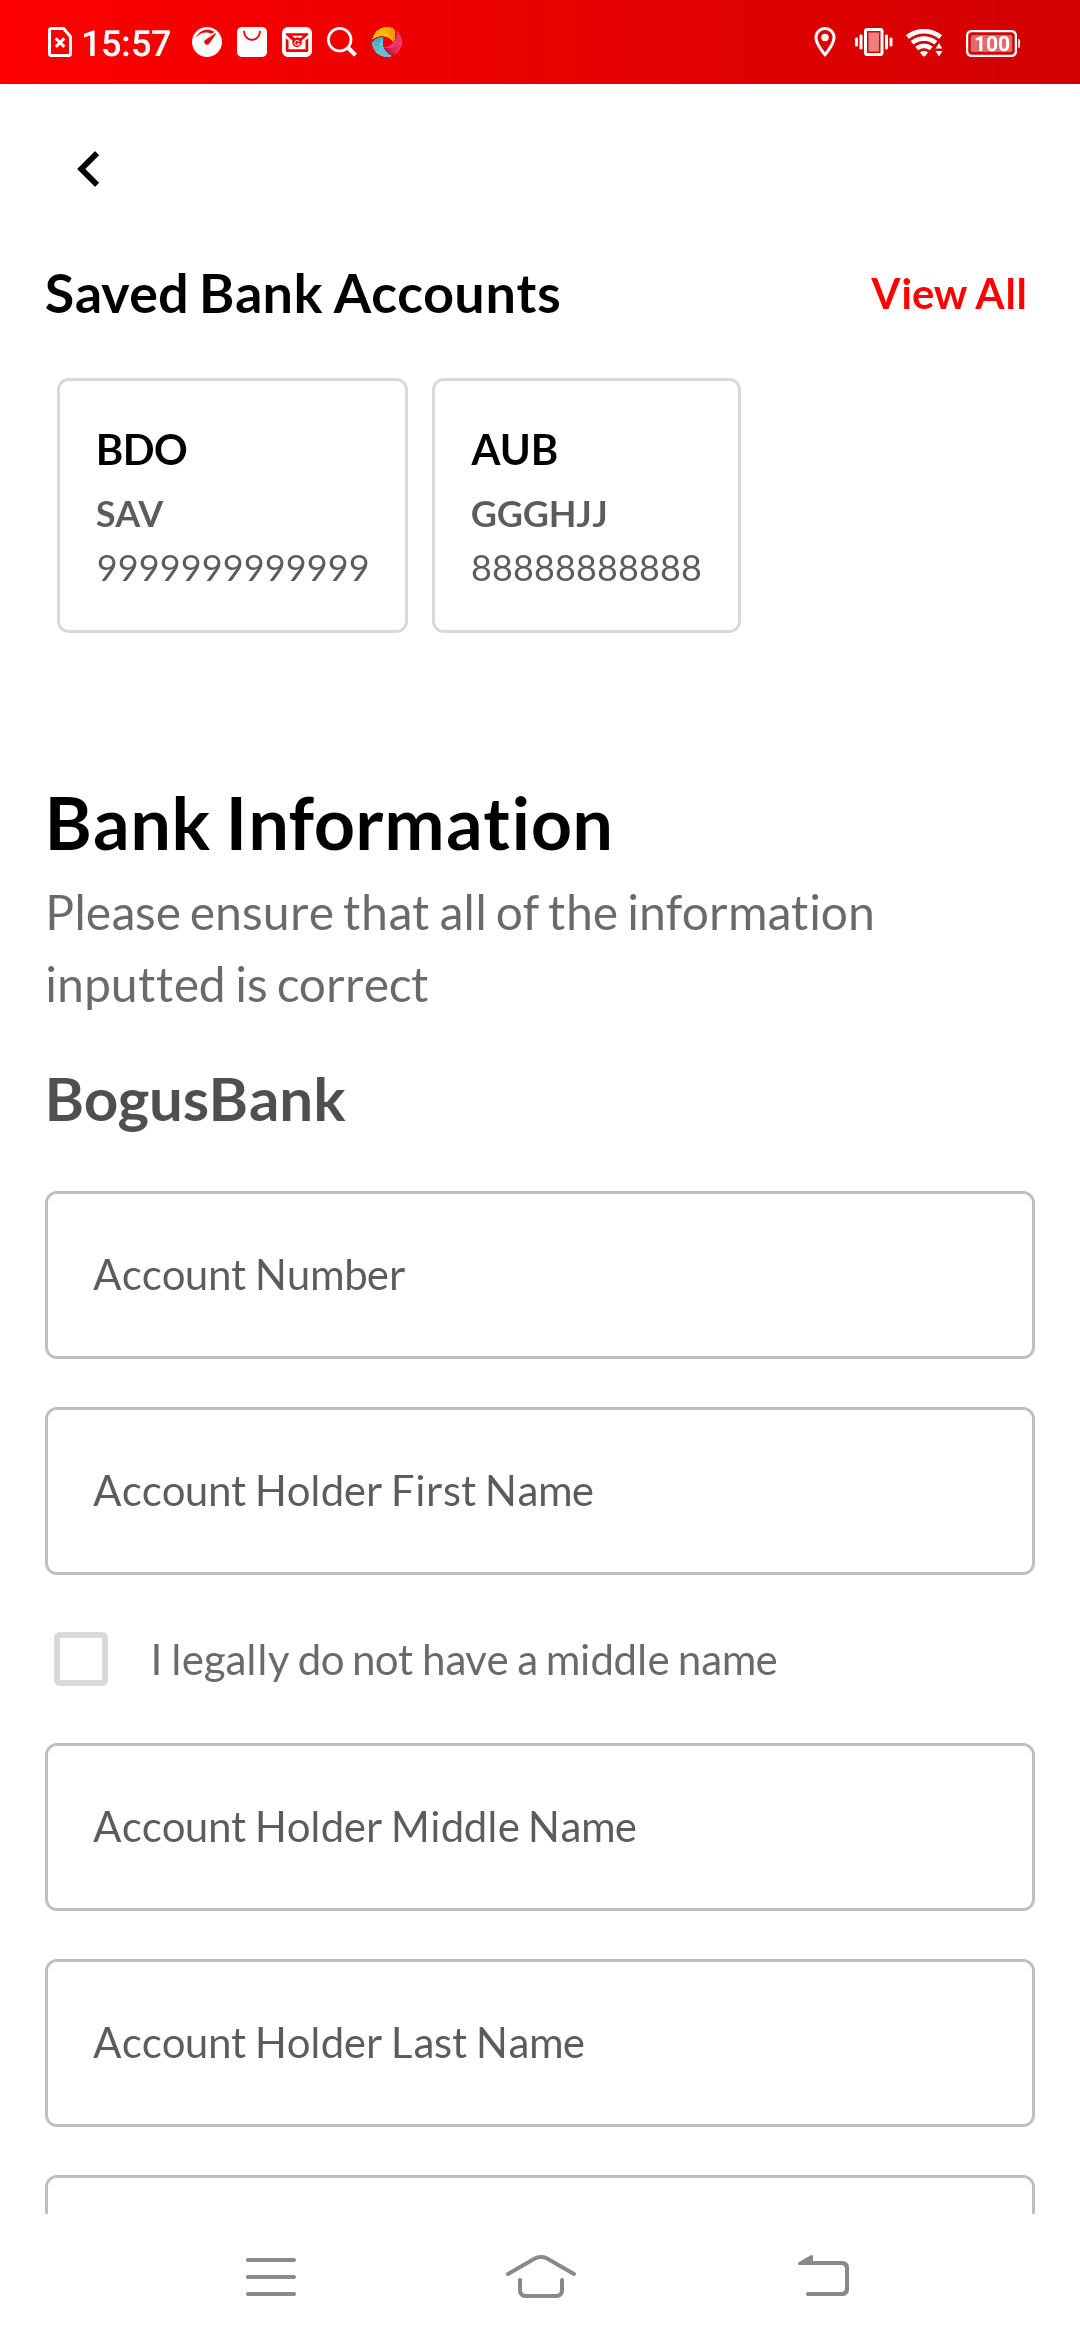 15:57
100
Saved Bank Accounts
View All
BDO
SAV
9999999999999
AUB
GGGHJJ
88888888888
Bank Information
Please ensure that all of the information
inputted is correct
BogusBank
Account Number
Account Holder First Name
I legally do not have a middle name
Account Holder Middle Name
Account Holder Last Name